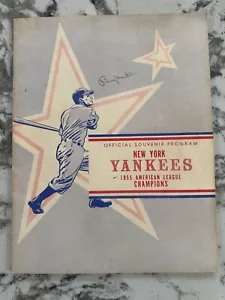 OFFICIAL SOUVENIR PROGRAM
NEW YORK
YANKEES
1955 AMERICAN LEAGUE
CHAMPIONS